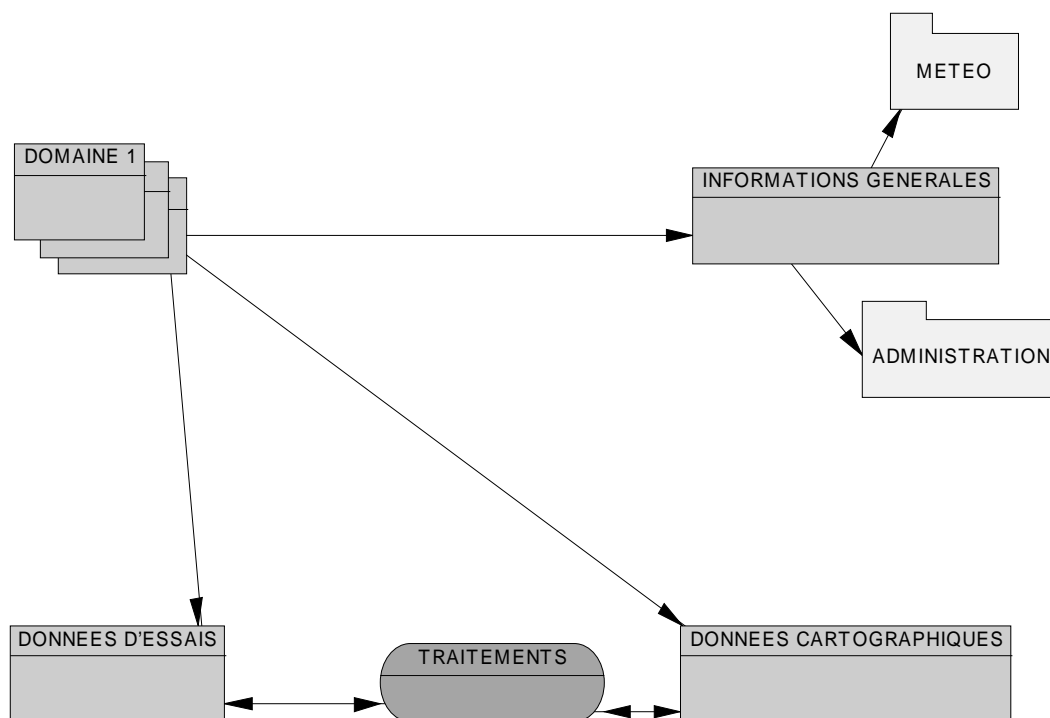 METEO
DOMAINE 1
INFORMATIONS GENERALES
ADMINISTRATION
DONNEES D'ESSAIS
TRAITEMENTS
DONNEES CARTOGRAPHIQUES